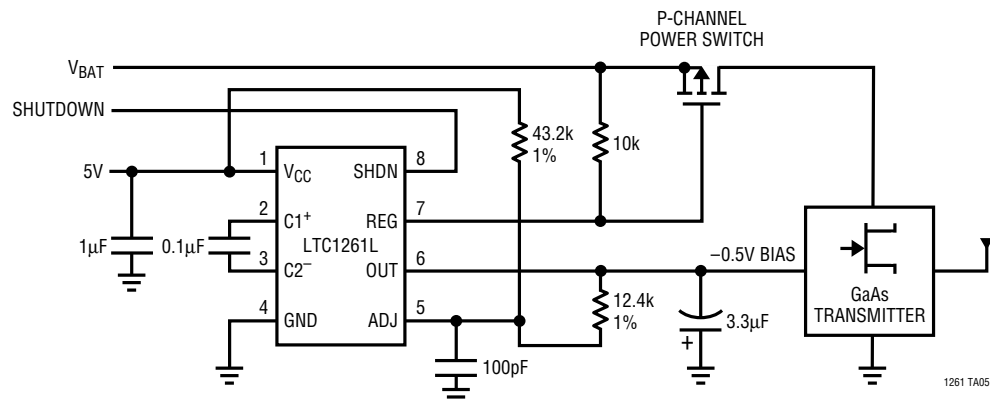 P-CHANNEL
POWER SWITCH
VBAT
SHUTDOWN
43.2k
1%
10k
5V
1 VCC SHDN 8
2 C1+ REG 7
1µF 0.1µF LTC1261L
3 C2– OUT 6
–0.5V BIAS
4 GND ADJ 5
12.4k
1%
3.3µF
+
100pF
GaAs
TRANSMITTER
1261 TA05